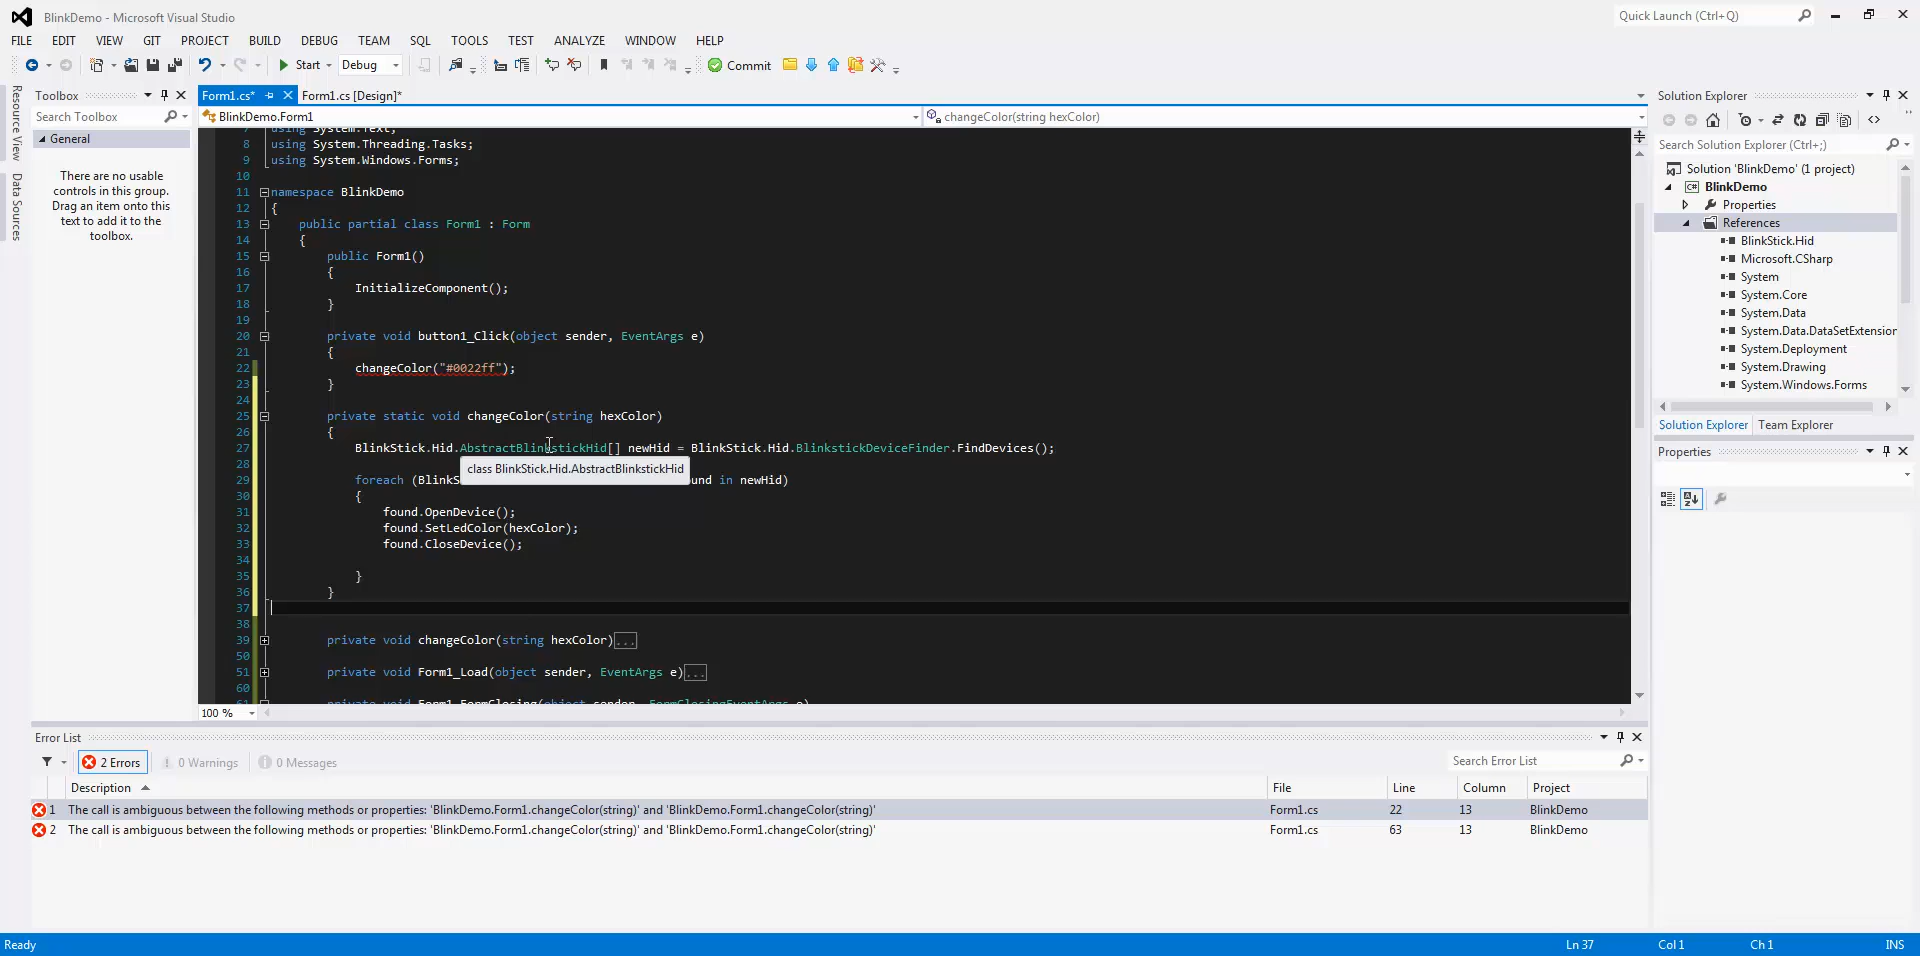 BlinkDemo - Microsoft Visual Studio
Quick Launch (Ctrl+Q)
FILE EDIT VIEW GIT PROJECT BUILD DEBUG TEAM SQL TOOLS TEST ANALYZE WINDOW HELP
Start Debug Commit
Resource View
Data Sources
Toolbox
Search Toolbox
General
There are no usable
controls in this group.
Drag an item onto this
text to add it to the
toolbox.
Form1.cs* Form1.cs [Design]*
BlinkDemo.Form1 changeColor(string hexColor)
7 using System.Text;
8 using System.Threading.Tasks;
9 using System.Windows.Forms;
10
11 namespace BlinkDemo
12 {
13 public partial class Form1 : Form
14 {
15 public Form1()
16 {
17 InitializeComponent();
18 }
19
20 private void button1_Click(object sender, EventArgs e)
21 {
22 changeColor("#0022ff");
23 }
24
25 private static void changeColor(string hexColor)
26 {
27 BlinkStick.Hid.AbstractBlinkstickHid[] newHid = BlinkStick.Hid.BlinkstickDeviceFinder.FindDevices();
28
class BlinkStick.Hid.AbstractBlinkstickHid
29 foreach (BlinkS und in newHid)
30 {
31 found.OpenDevice();
32 found.SetLedColor(hexColor);
33 found.CloseDevice();
34
35 }
36 }
37
38
39 private void changeColor(string hexColor)...
50
51 private void Form1_Load(object sender, EventArgs e)...
60
61 private void Form1_FormClosing(object sender, FormClosingEventArgs e)
100 %
Solution Explorer
Search Solution Explorer (Ctrl+;)
Solution 'BlinkDemo' (1 project)
BlinkDemo
Properties
References
BlinkStick.Hid
Microsoft.CSharp
System
System.Core
System.Data
System.Data.DataSetExtension
System.Deployment
System.Drawing
System.Windows.Forms
Solution Explorer Team Explorer
Properties
Error List
2 Errors 0 Warnings 0 Messages
Search Error List
Description File Line Column Project
1 The call is ambiguous between the following methods or properties: 'BlinkDemo.Form1.changeColor(string)' and 'BlinkDemo.Form1.changeColor(string)' Form1.cs 22 13 BlinkDemo
2 The call is ambiguous between the following methods or properties: 'BlinkDemo.Form1.changeColor(string)' and 'BlinkDemo.Form1.changeColor(string)' Form1.cs 63 13 BlinkDemo
Ready Ln 37 Col 1 Ch 1 INS